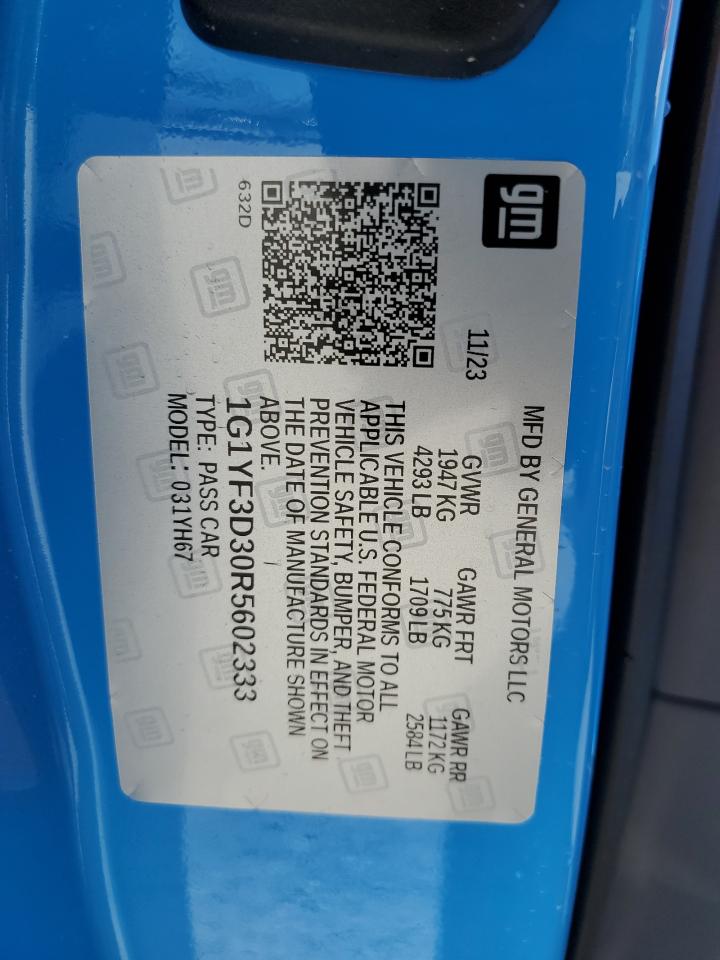 gm
MFD BY GENERAL MOTORS LLC
11/23
GVWR GAWR FRT GAWR RR
1947 KG 775 KG 1172 KG
4293 LB 1709 LB 2584 LB
THIS VEHICLE CONFORMS TO ALL
APPLICABLE U.S. FEDERAL MOTOR
VEHICLE SAFETY, BUMPER, AND THEFT
PREVENTION STANDARDS IN EFFECT ON
THE DATE OF MANUFACTURE SHOWN
ABOVE.
632D
1G1YF3D30R5602333
TYPE: PASS CAR
MODEL: 031YH67